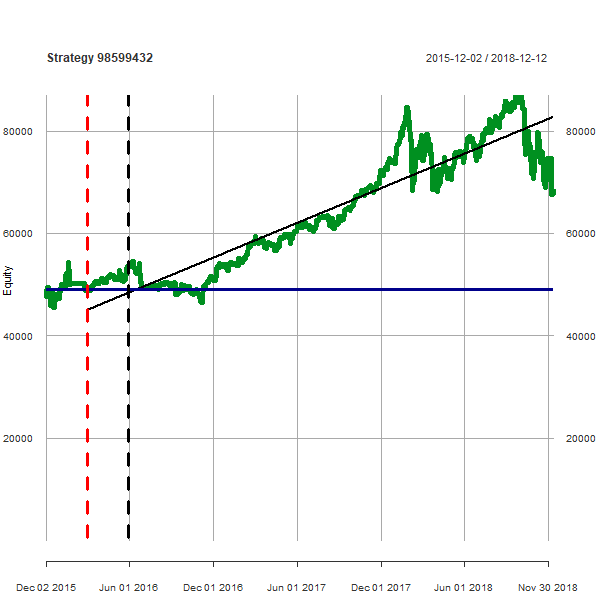 Strategy 98599432 2015-12-02 / 2018-12-12
80000 80000
60000 60000
Equity
40000 40000
20000 20000
Dec 02 2015 Jun 01 2016 Dec 01 2016 Jun 01 2017 Dec 01 2017 Jun 01 2018 Nov 30 2018